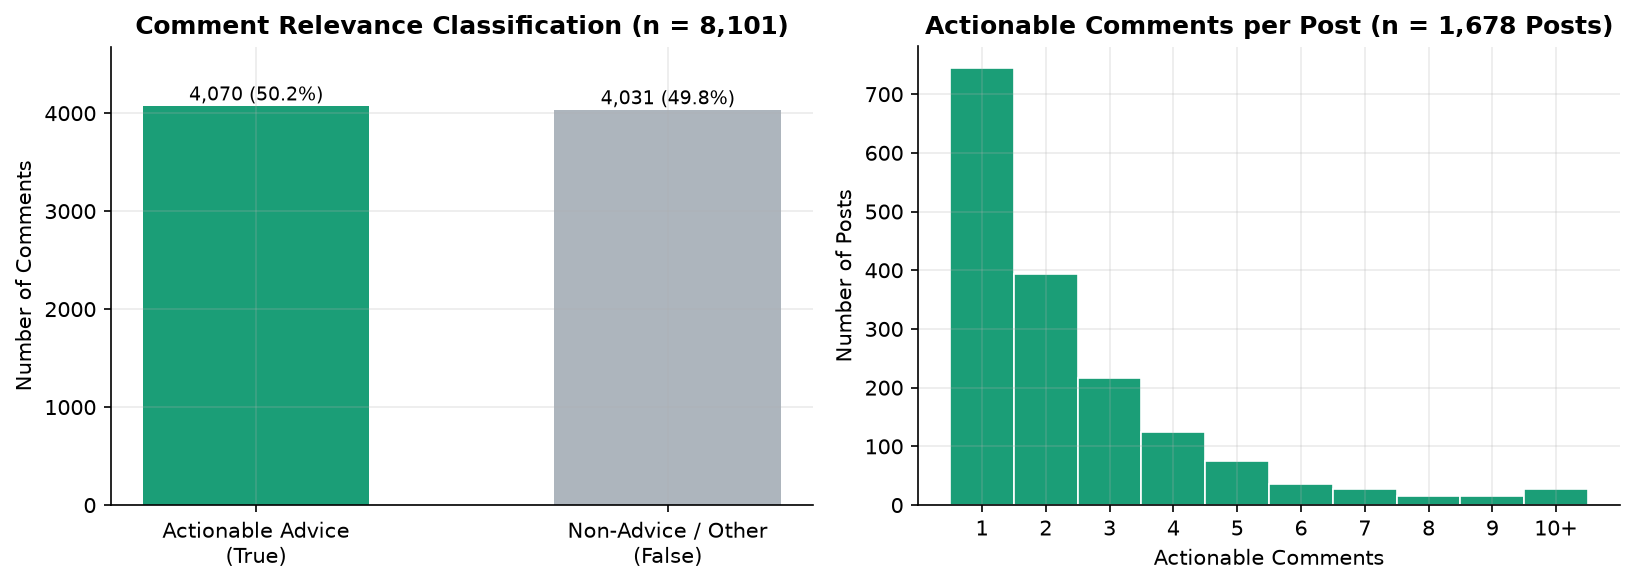 Comment Relevance Classification (n = 8,101)
Number of Comments
4000
3000
2000
1000
0
4,070 (50.2%)
4,031 (49.8%)
Actionable Advice
(True)
Non-Advice / Other
(False)
Actionable Comments per Post (n = 1,678 Posts)
Number of Posts
700
600
500
400
300
200
100
0
1 2 3 4 5 6 7 8 9 10+
Actionable Comments